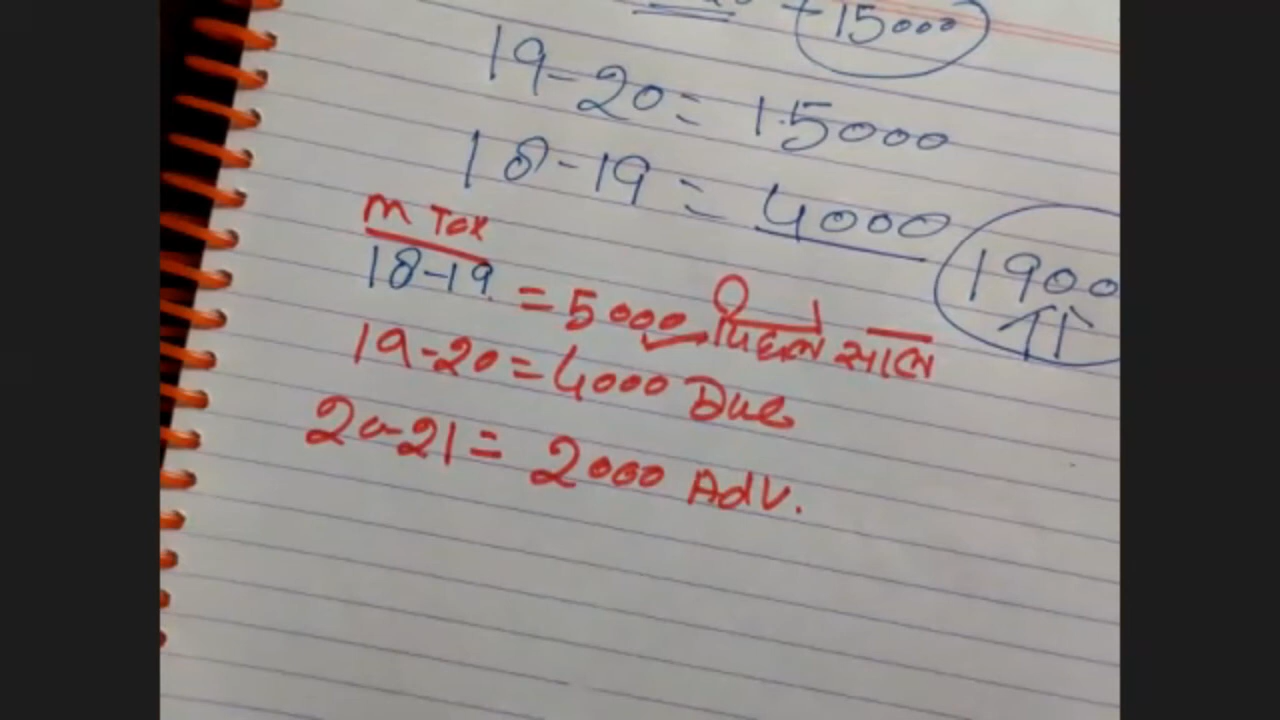 15000
19-20 = 15000
18-19 = 4000
1900
M Tax
18-19 = 5000 पिछले साल
19-20 = 4000 Due
20-21 = 2000 Adv.